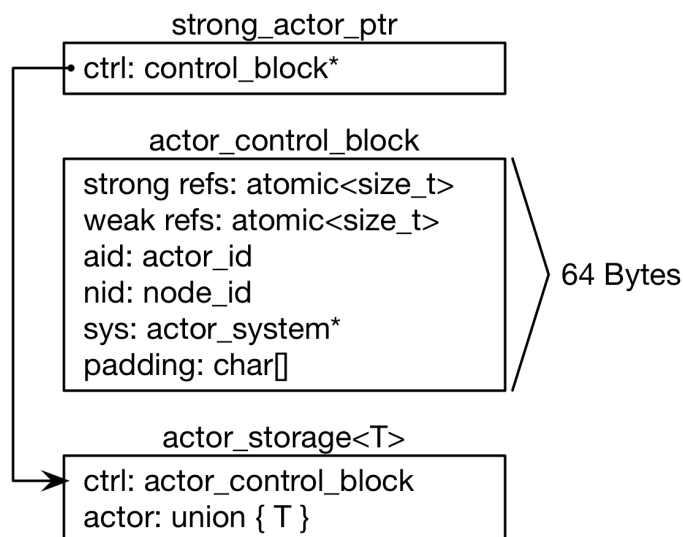 strong_actor_ptr
ctrl: control_block*
actor_control_block
strong refs: atomic<size_t>
weak refs: atomic<size_t>
aid: actor_id
nid: node_id
sys: actor_system*
padding: char[]
64 Bytes
actor_storage<T>
ctrl: actor_control_block
actor: union { T }